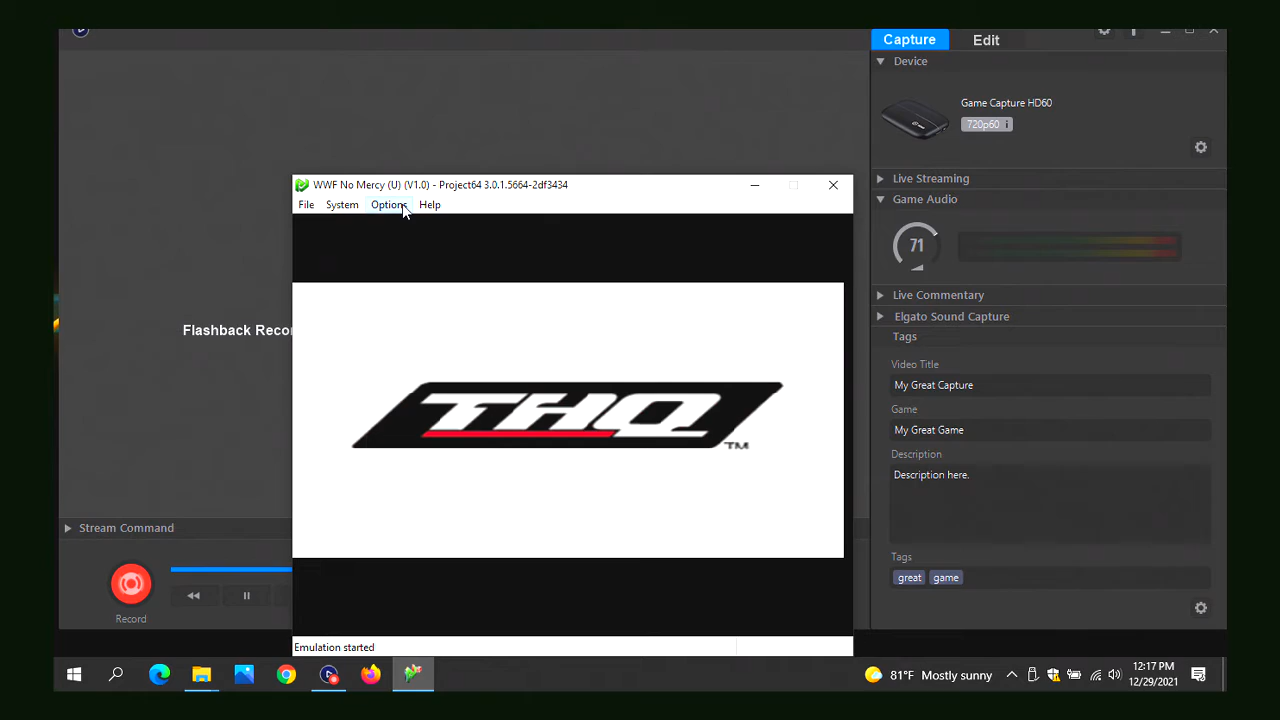 Capture Edit
Device
Game Capture HD60
720p60 i
Live Streaming
Game Audio
71
Live Commentary
Elgato Sound Capture
Tags
Video Title
My Great Capture
Game
My Great Game
Description
Description here.
Tags
great game
WWF No Mercy (U) (V1.0) - Project64 3.0.1.5664-2df3434
File System Options Help
THQ
TM
Emulation started
Flashback Recor
Stream Command
Record
81°F Mostly sunny
12:17 PM
12/29/2021